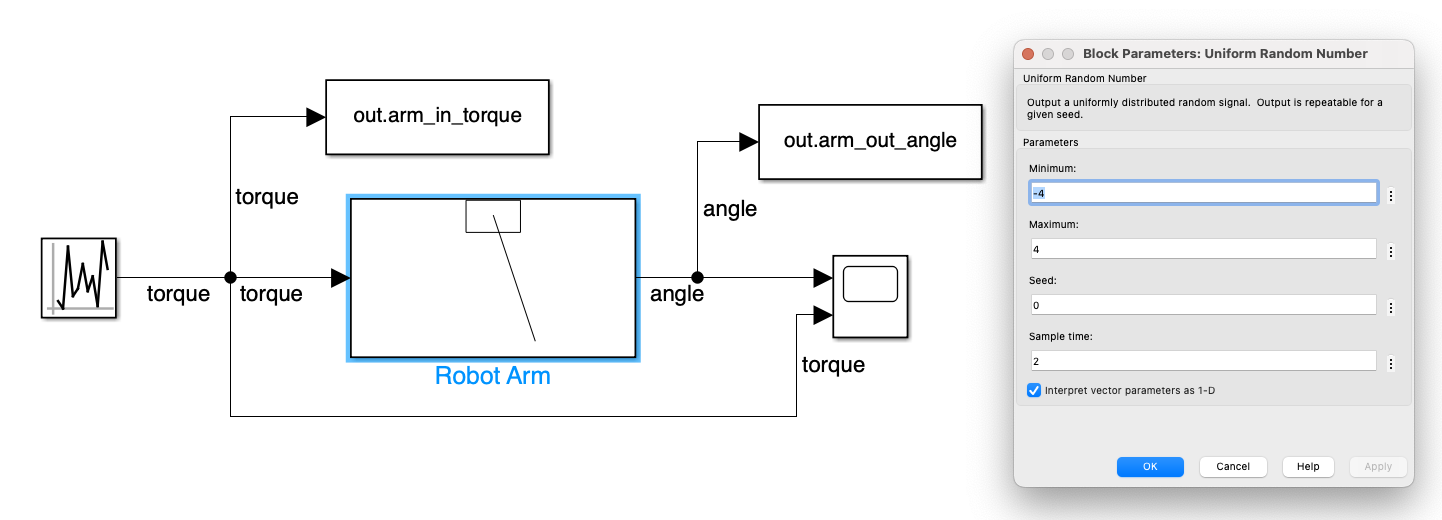 out.arm_in_torque
out.arm_out_angle
torque
angle
torque
torque
angle
torque
Robot Arm
Block Parameters: Uniform Random Number
Uniform Random Number
Output a uniformly distributed random signal.  Output is repeatable for a
given seed.
Parameters
Minimum:
-4
Maximum:
4
Seed:
0
Sample time:
2
Interpret vector parameters as 1-D
OK
Cancel
Help
Apply